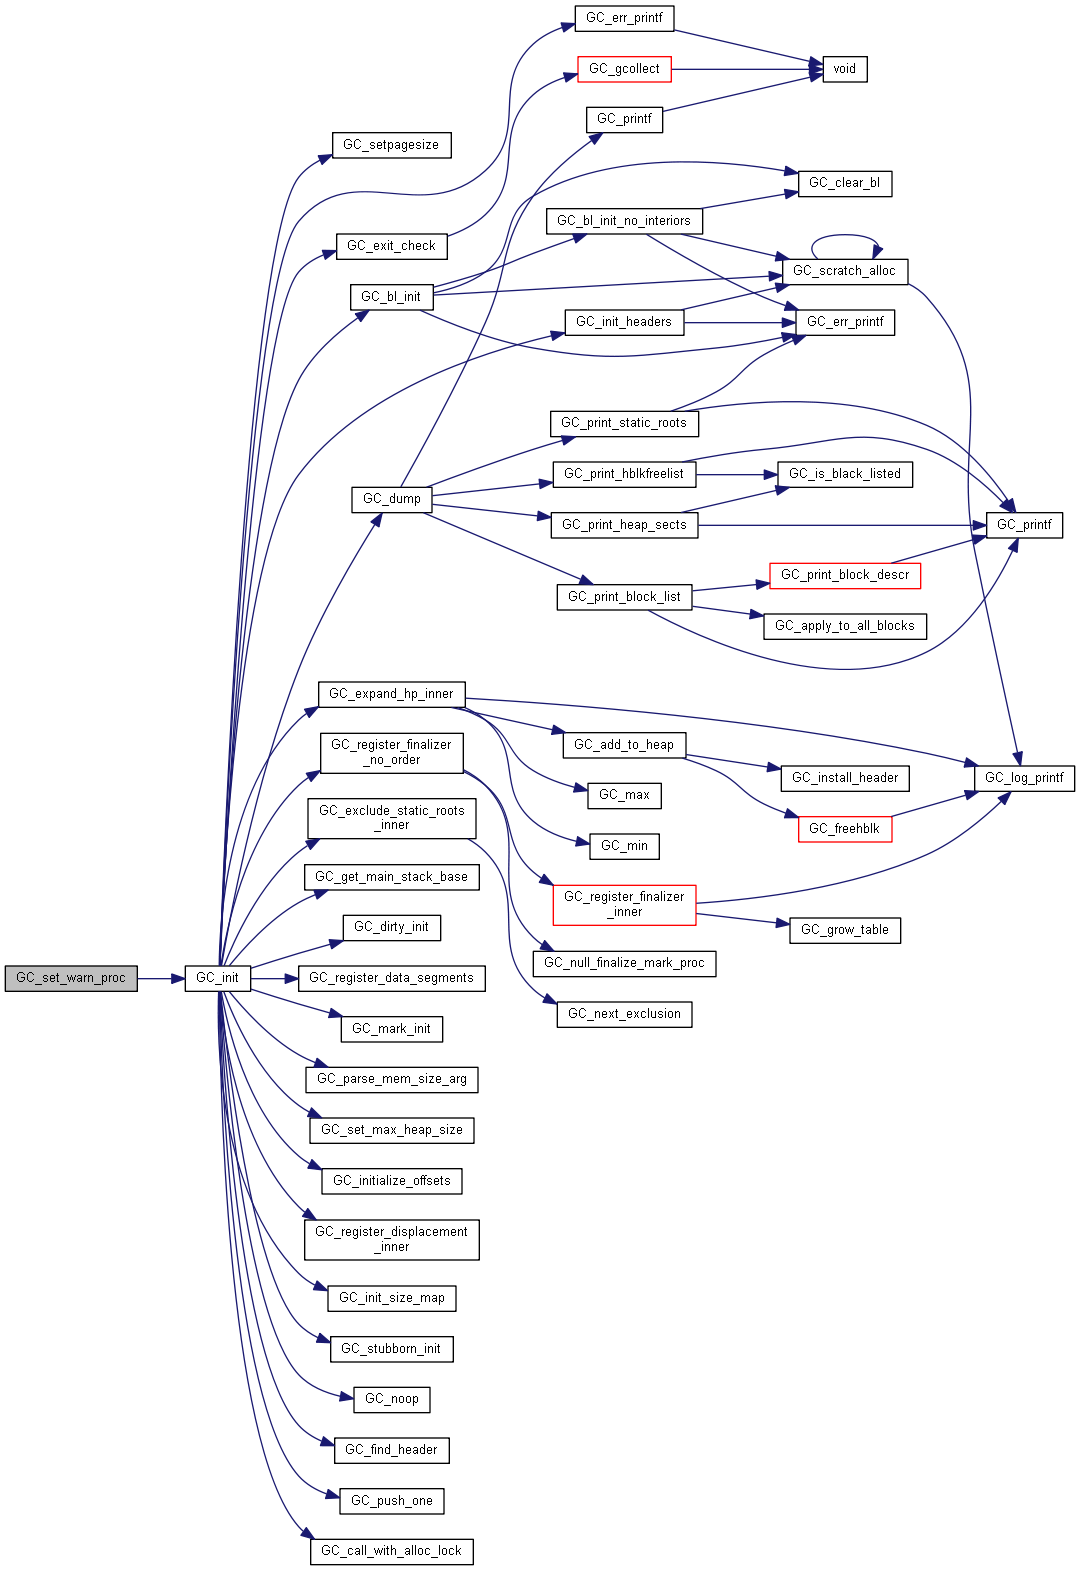 GC_err_printf
GC_gcollect
void
GC_printf
GC_setpagesize
GC_clear_bl
GC_bl_init_no_interiors
GC_exit_check
GC_scratch_alloc
GC_bl_init
GC_init_headers
GC_err_printf
GC_print_static_roots
GC_print_hblkfreelist
GC_is_black_listed
GC_dump
GC_print_heap_sects
GC_printf
GC_print_block_descr
GC_print_block_list
GC_apply_to_all_blocks
GC_expand_hp_inner
GC_register_finalizer
_no_order
GC_add_to_heap
GC_install_header
GC_log_printf
GC_max
GC_exclude_static_roots
_inner
GC_freehblk
GC_min
GC_get_main_stack_base
GC_register_finalizer
_inner
GC_dirty_init
GC_grow_table
GC_null_finalize_mark_proc
GC_set_warn_proc
GC_init
GC_register_data_segments
GC_next_exclusion
GC_mark_init
GC_parse_mem_size_arg
GC_set_max_heap_size
GC_initialize_offsets
GC_register_displacement
_inner
GC_init_size_map
GC_stubborn_init
GC_noop
GC_find_header
GC_push_one
GC_call_with_alloc_lock